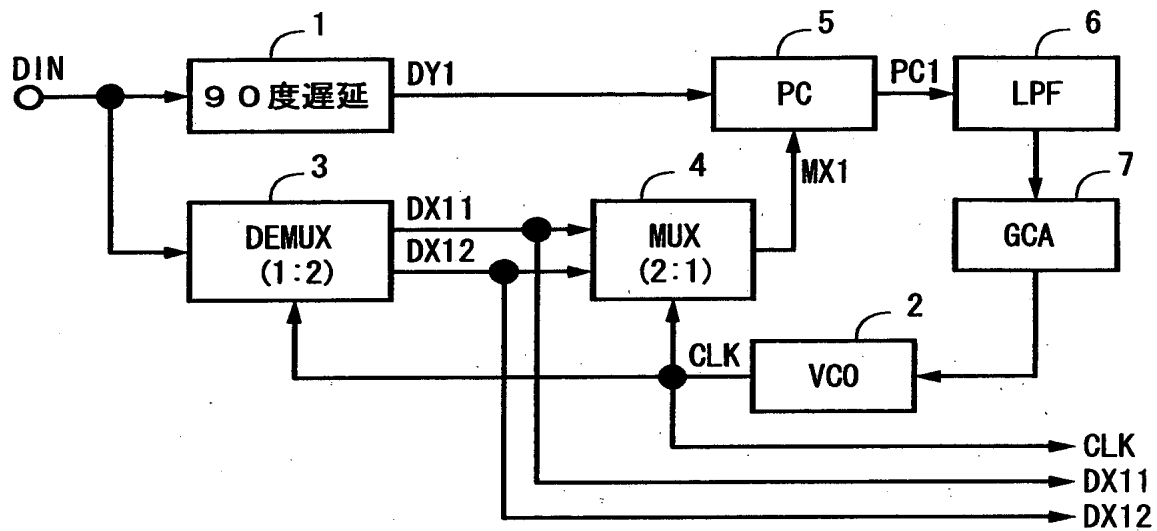 1
5
6
DIN
９０度遅延
DY1
PC
PC1
LPF
3
4
MX1
7
DX11
DEMUX
(1:2)
DX12
MUX
(2:1)
GCA
2
CLK
VCO
CLK
DX11
DX12